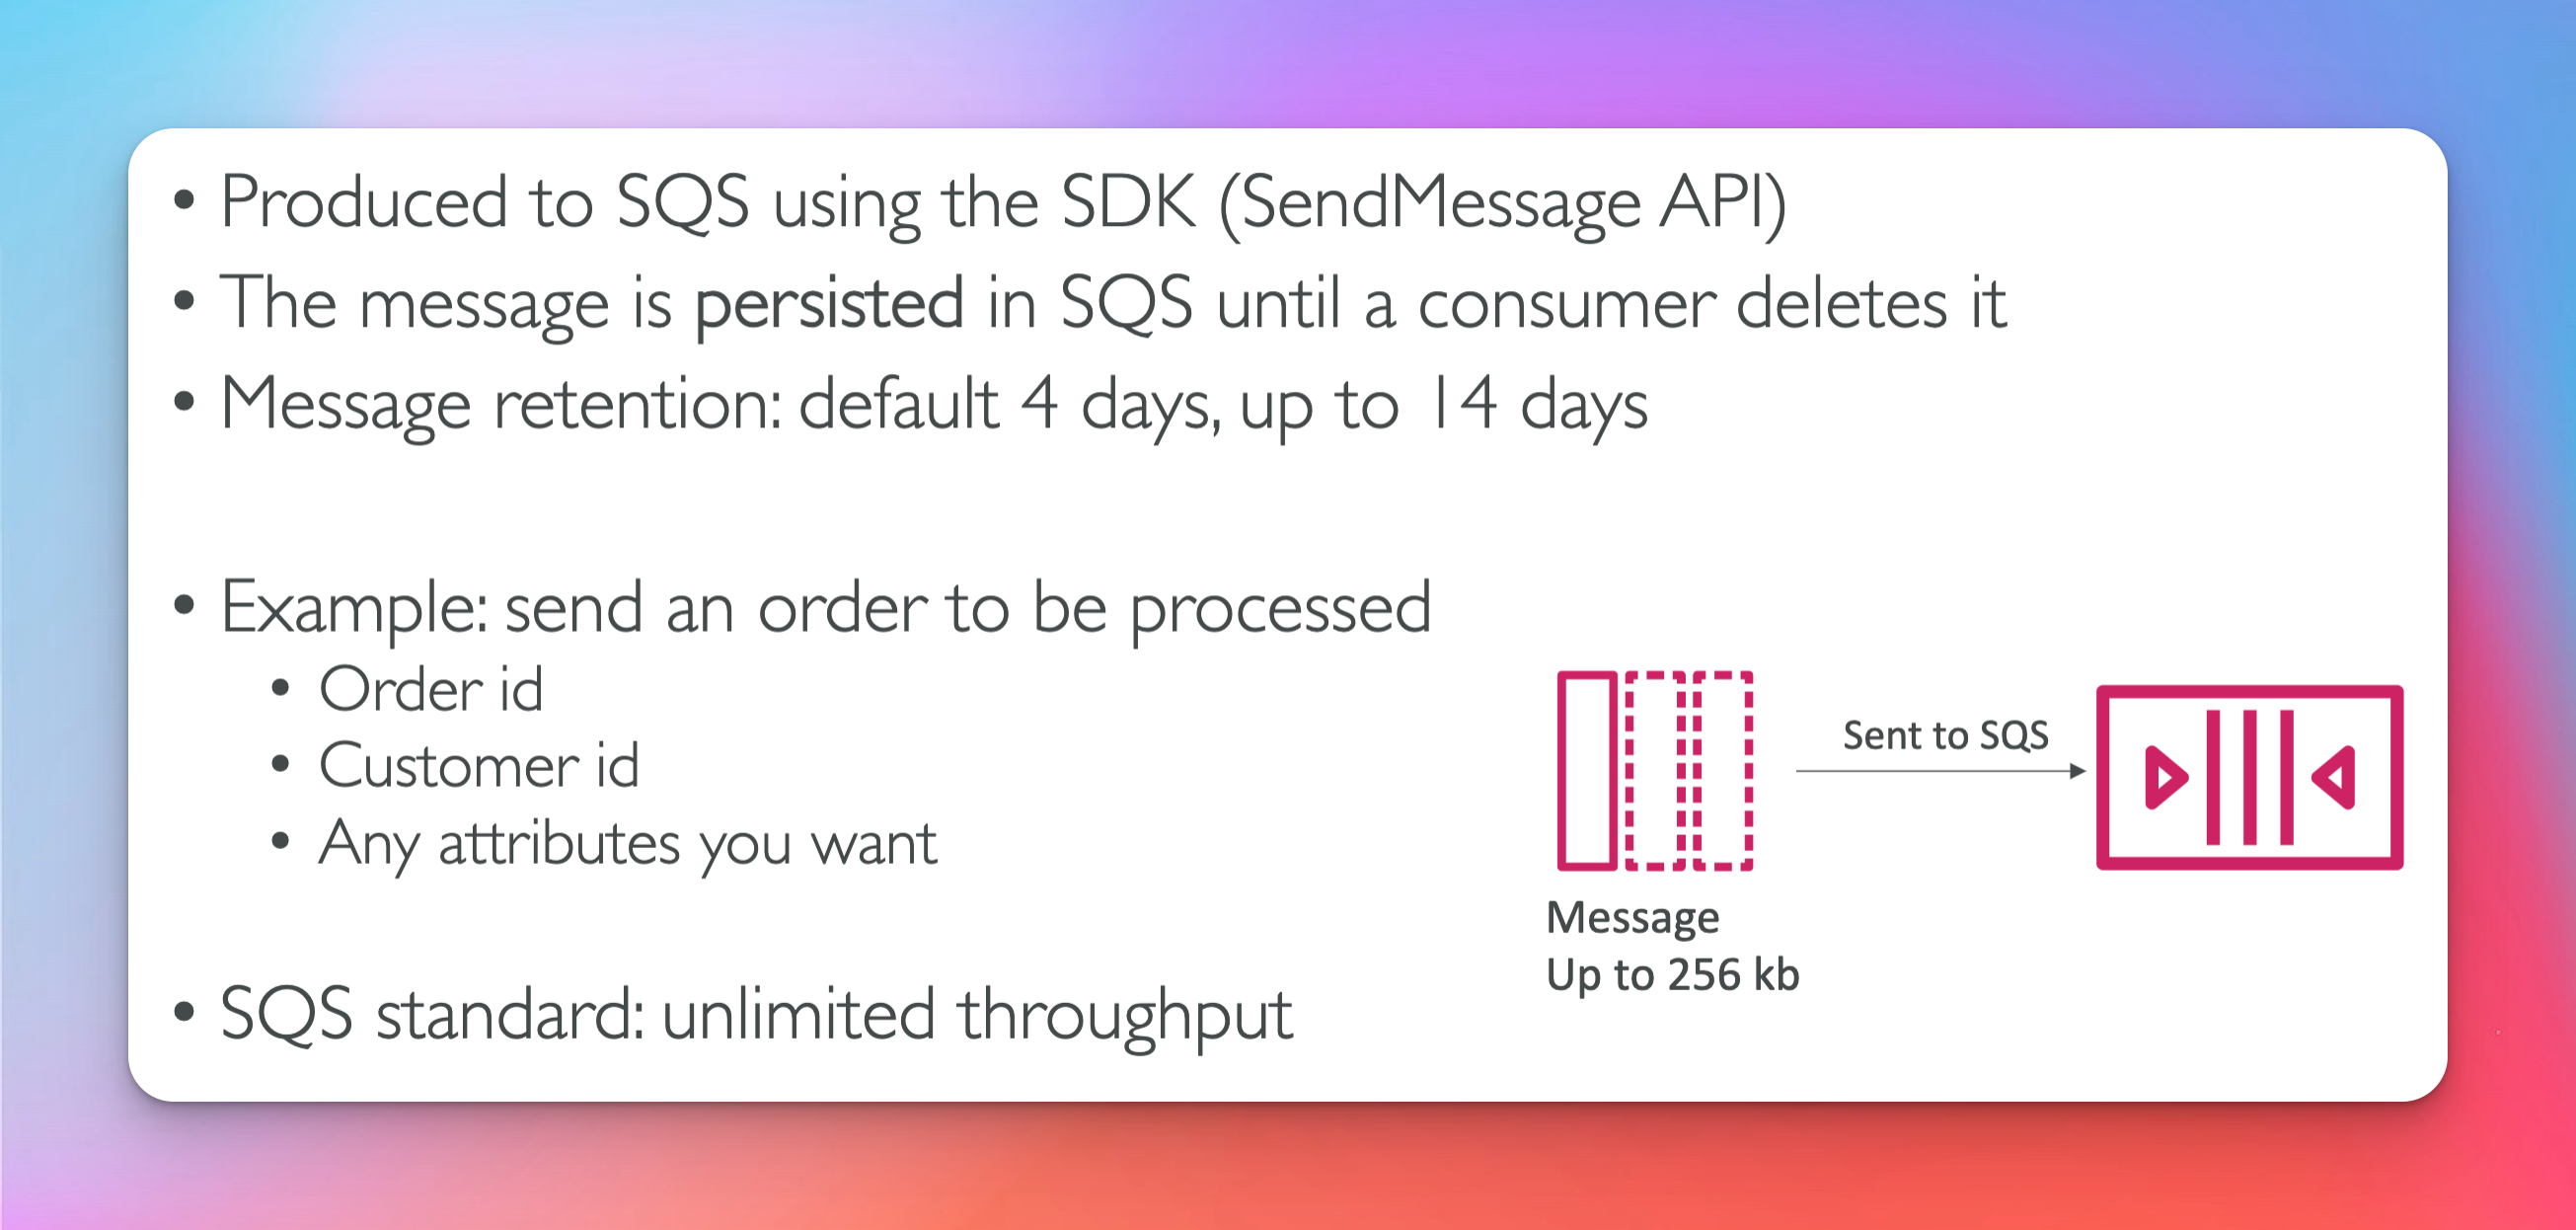 • Produced to SQS using the SDK (SendMessage API)
• The message is persisted in SQS until a consumer deletes it
• Message retention: default 4 days, up to 14 days
• Example: send an order to be processed
• Order id
• Customer id
• Any attributes you want
• SQS standard: unlimited throughput
Sent to SQS
Message
Up to 256 kb